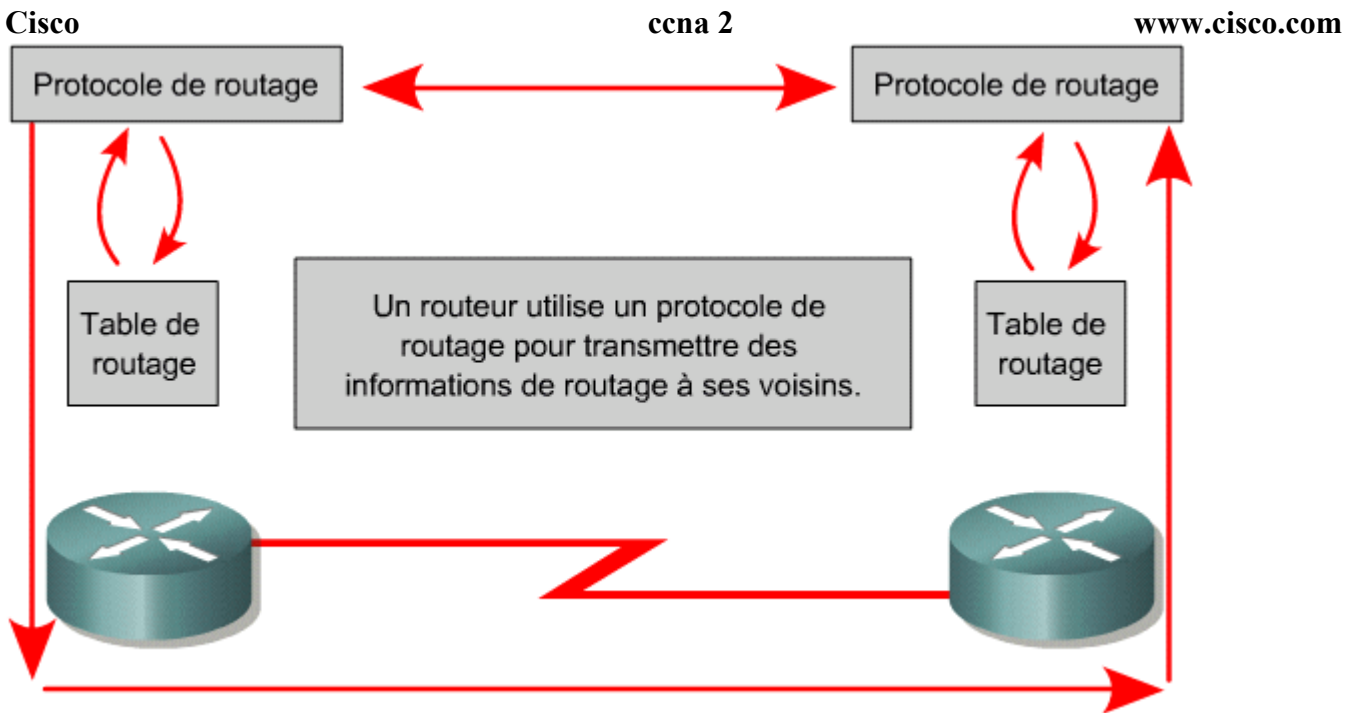 Cisco ccna 2 www.cisco.com
Protocole de routage
Protocole de routage
Table de
routage
Un routeur utilise un protocole de
routage pour transmettre des
informations de routage à ses voisins.
Table de
routage